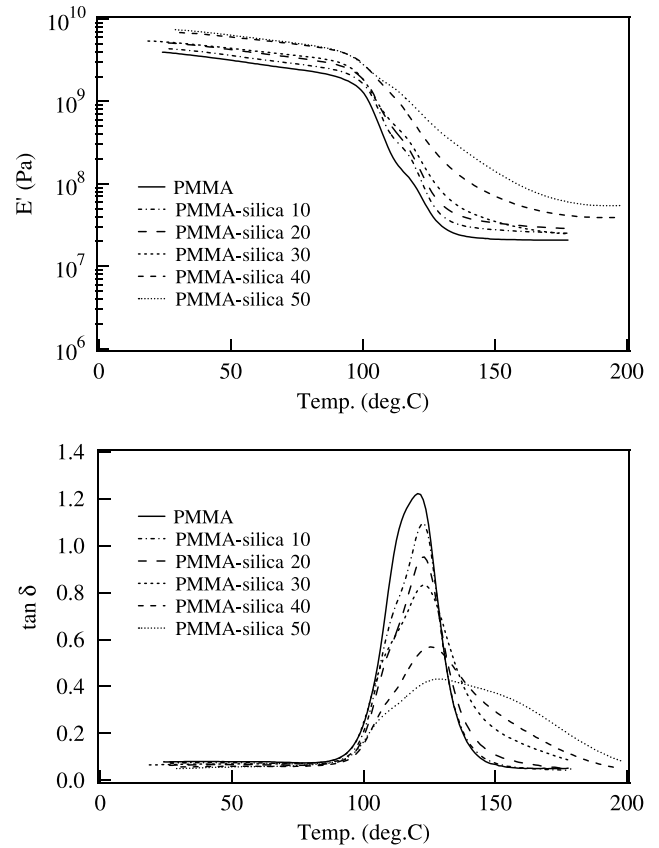 10^10
10^9
10^8
10^7
10^6
E' (Pa)
PMMA
PMMA-silica 10
PMMA-silica 20
PMMA-silica 30
PMMA-silica 40
PMMA-silica 50
0 50 100 150 200
Temp. (deg.C)
1.4
1.2
1.0
0.8
0.6
0.4
0.2
0.0
tan δ
PMMA
PMMA-silica 10
PMMA-silica 20
PMMA-silica 30
PMMA-silica 40
PMMA-silica 50
0 50 100 150 200
Temp. (deg.C)